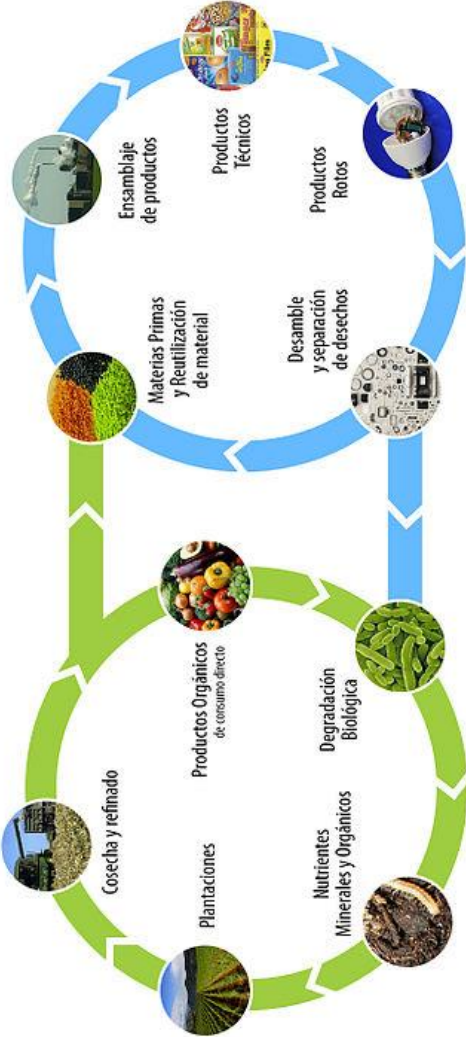 Cosecha y refinado
Plantaciones
Productos Orgánicos
de consumo directo
Nutrientes
Minerales y Orgánicos
Degradación
Biológica
Materias Primas
y Reutilización
de material
Ensamblaje
de productos
Productos
Técnicos
Productos
Rotos
Desamble
y separación
de desechos